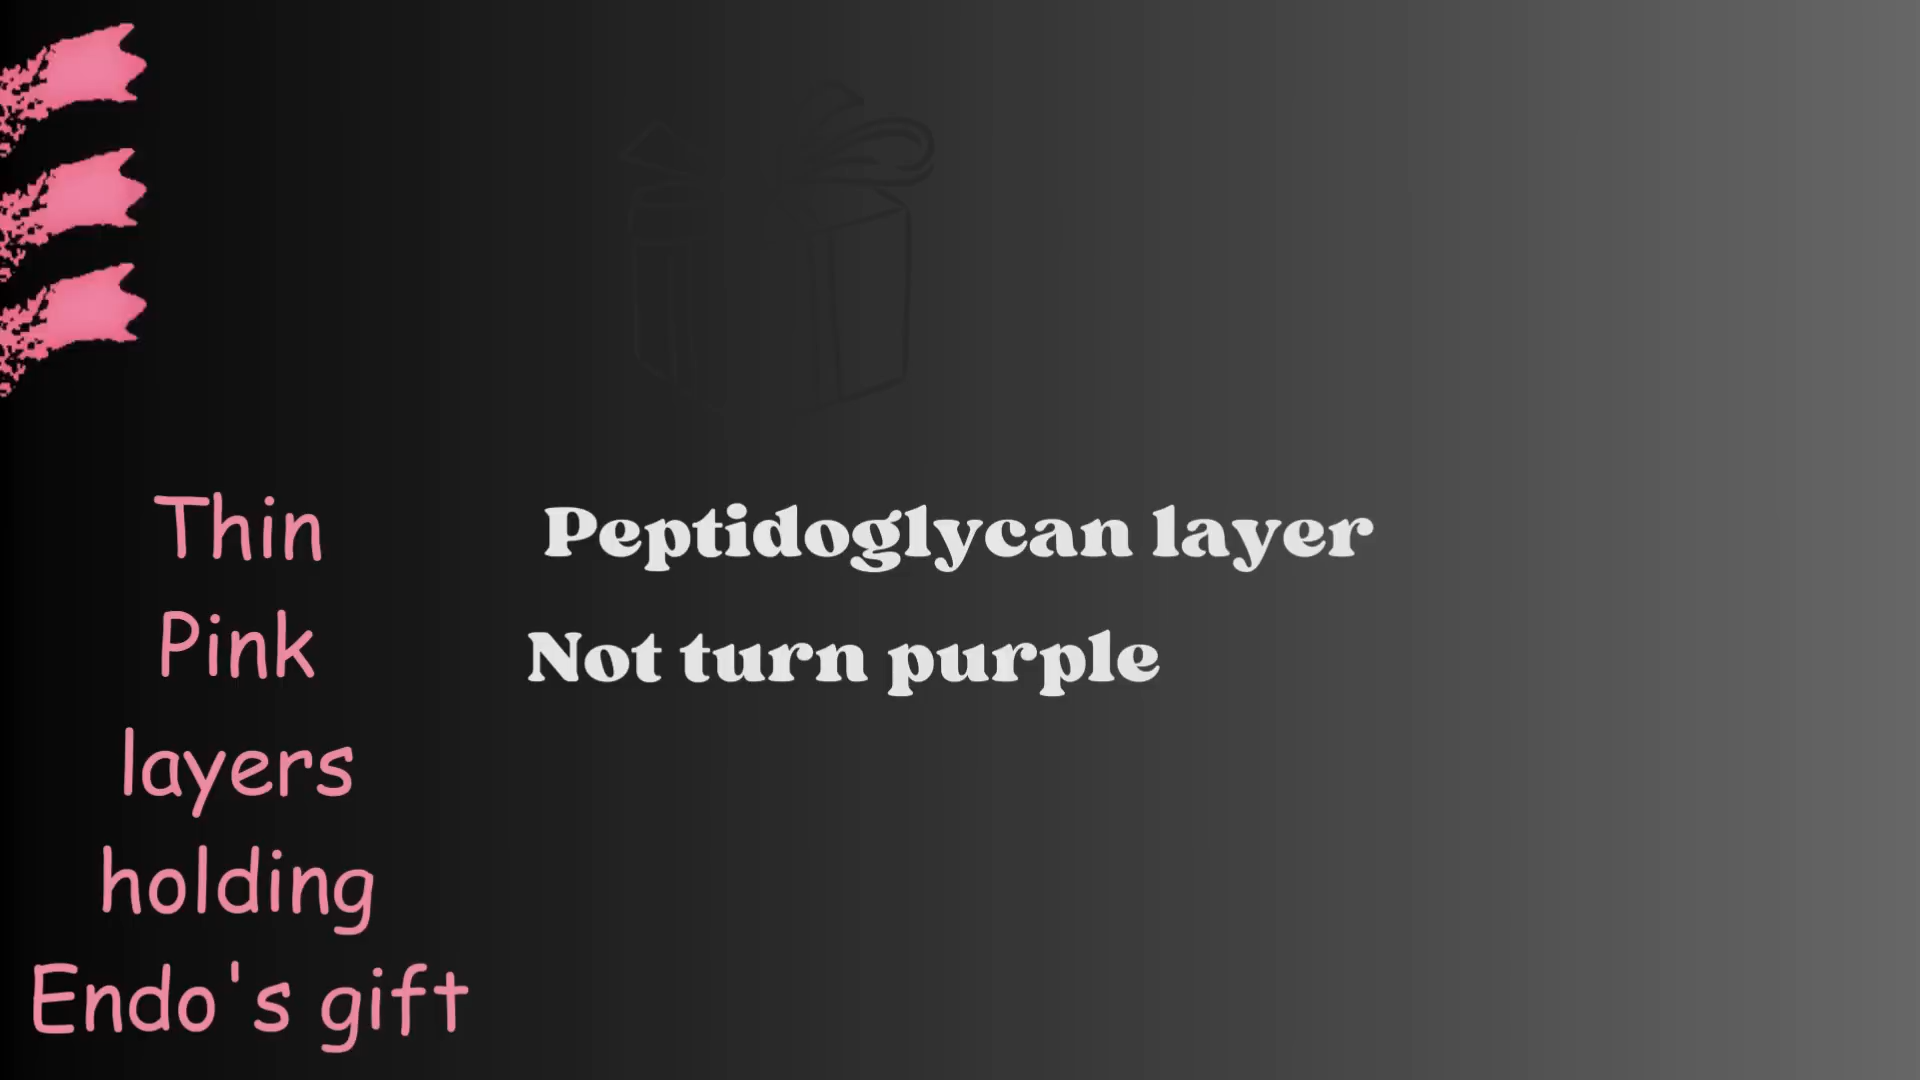 Thin
Peptidoglycan layer
Pink
Not turn purple
layers
holding
Endo's gift